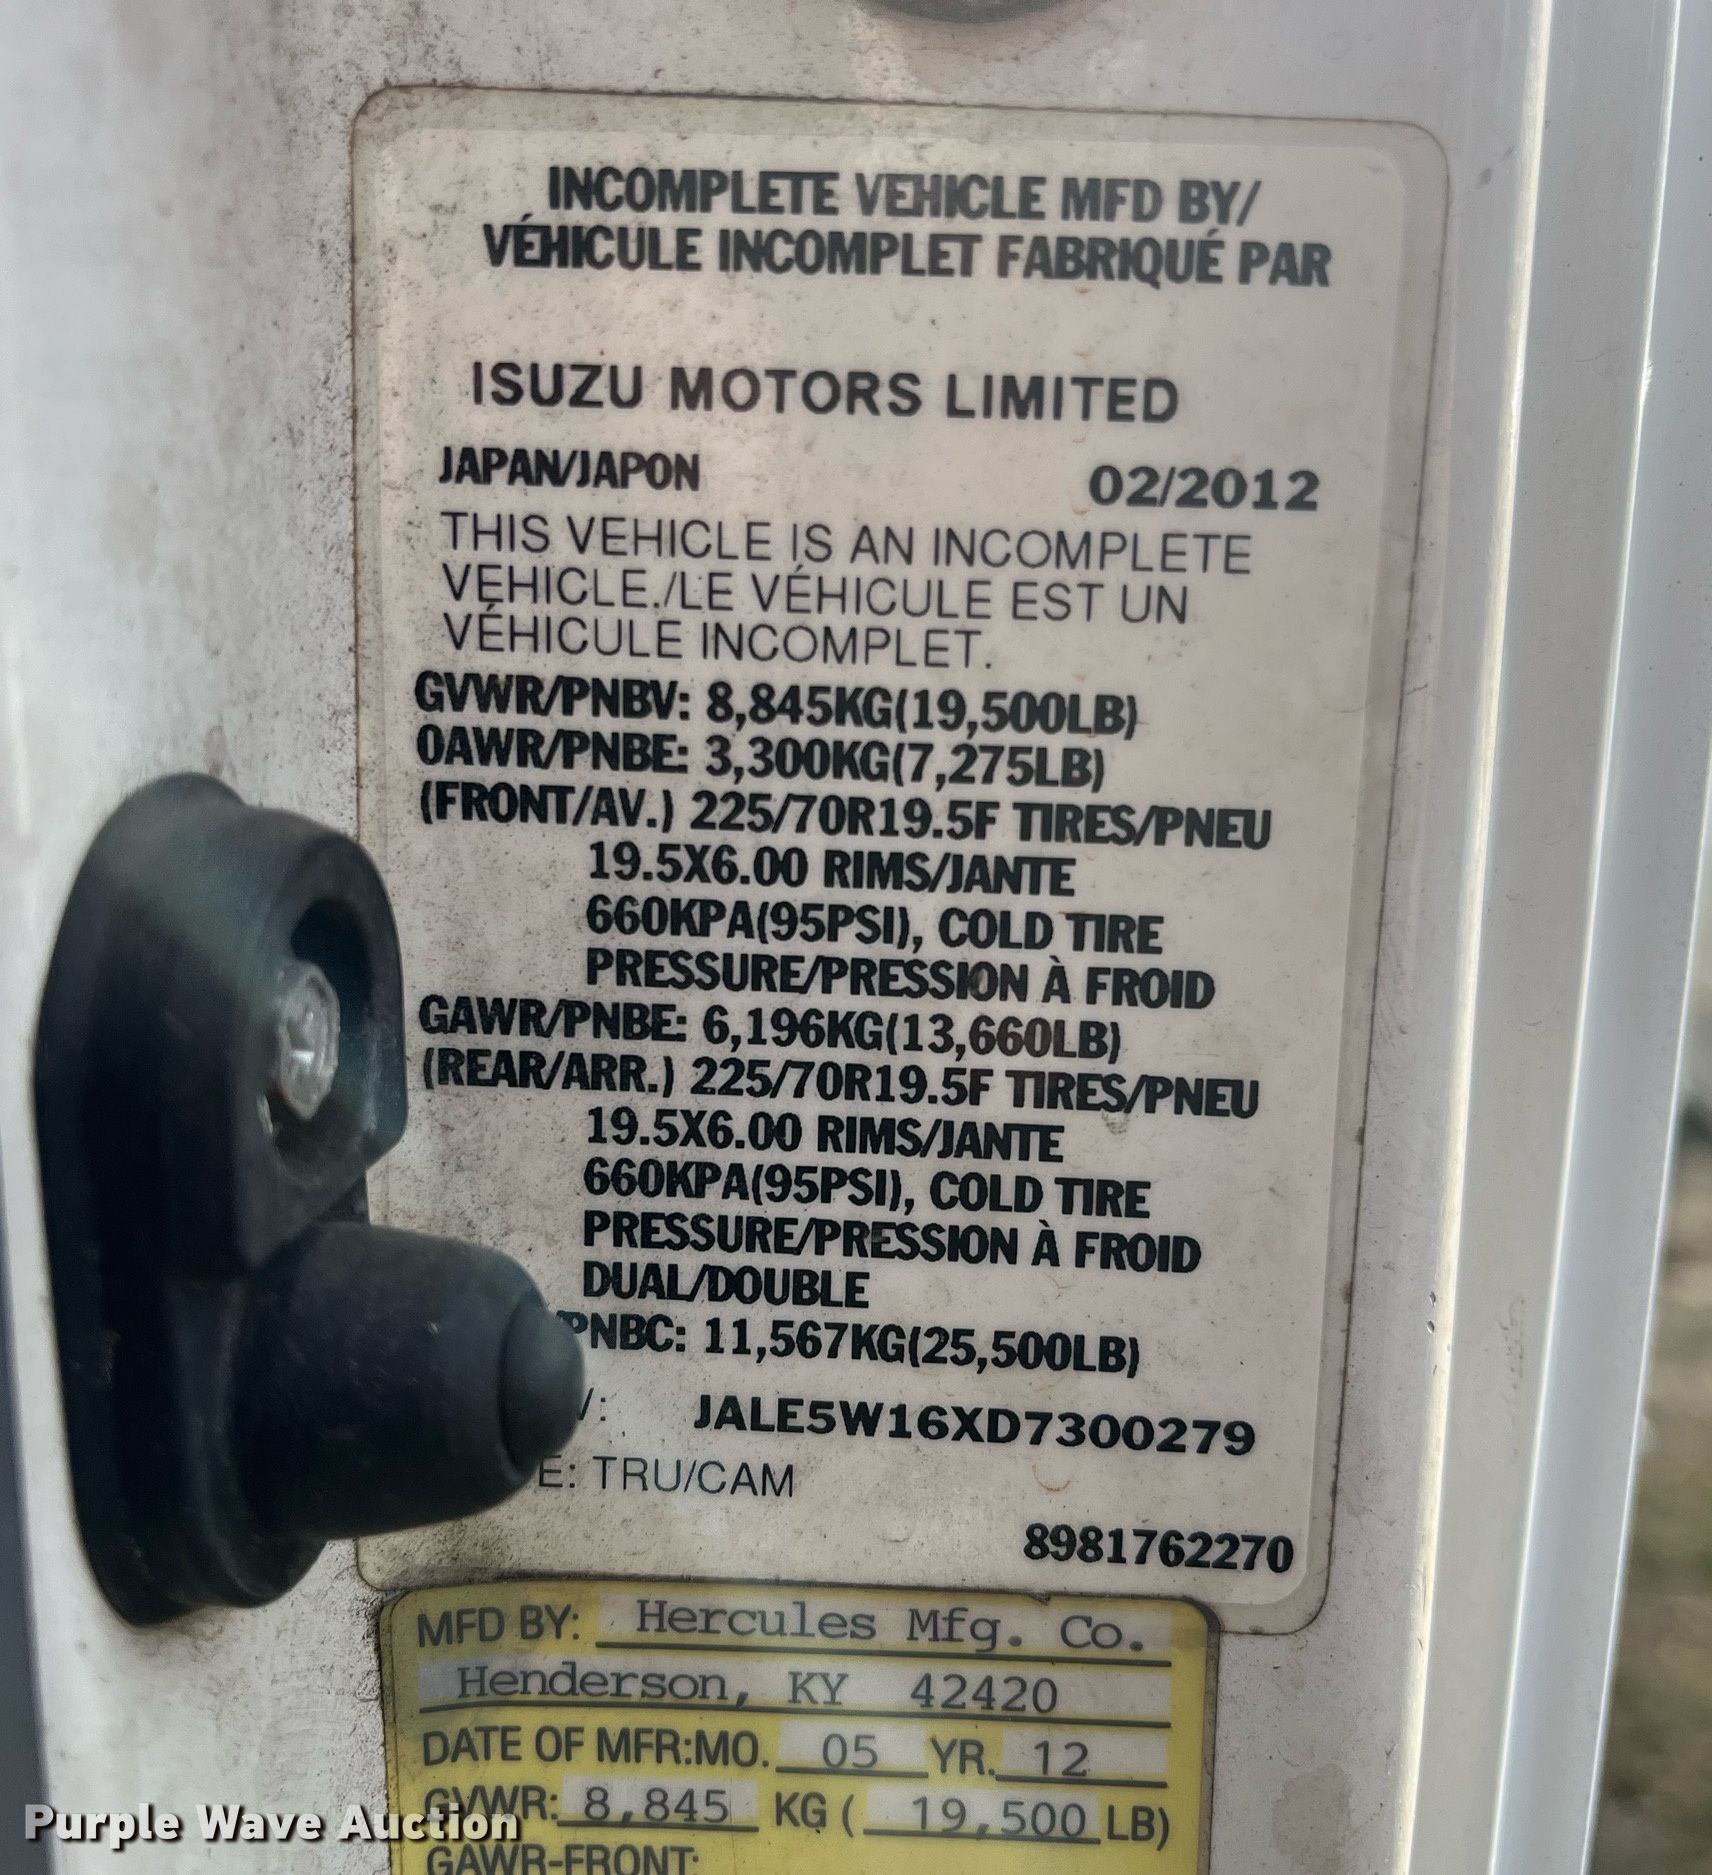 INCOMPLETE VEHICLE MFD BY/
VÉHICULE INCOMPLET FABRIQUÉ PAR
ISUZU MOTORS LIMITED
JAPAN/JAPON 02/2012
THIS VEHICLE IS AN INCOMPLETE
VEHICLE./LE VÉHICULE EST UN
VÉHICULE INCOMPLET.
GVWR/PNBV: 8,845KG(19,500LB)
GAWR/PNBE: 3,300KG(7,275LB)
(FRONT/AV.) 225/70R19.5F TIRES/PNEU
19.5X6.00 RIMS/JANTE
660KPA(95PSI), COLD TIRE
PRESSURE/PRESSION À FROID
GAWR/PNBE: 6,196KG(13,660LB)
(REAR/ARR.) 225/70R19.5F TIRES/PNEU
19.5X6.00 RIMS/JANTE
660KPA(95PSI), COLD TIRE
PRESSURE/PRESSION À FROID
DUAL/DOUBLE
/PNBC: 11,567KG(25,500LB)
: JALE5W16XD7300279
E: TRU/CAM
8981762270
MFD BY: Hercules Mfg. Co.
Henderson, KY 42420
DATE OF MFR:MO. 05 YR. 12
GVWR: 8,845 KG ( 19,500 LB)
GAWR-FRONT:
Purple Wave Auction